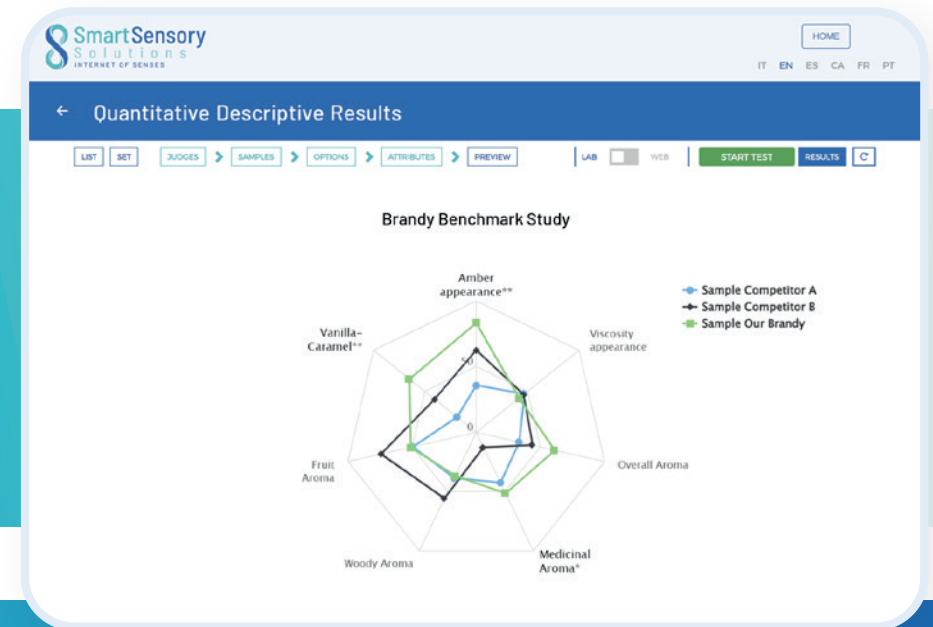 SmartSensory
Solutions
INTERNET OF SENSES
HOME
IT EN ES CA FR PT
← Quantitative Descriptive Results
LIST SET JUDGES SAMPLES OPTIONS ATTRIBUTES PREVIEW LAB WEB START TEST RESULTS
Brandy Benchmark Study
Amber
appearance**
Sample Competitor A
Sample Competitor B
Sample Our Brandy
Vanilla-
Caramel**
Viscosity
appearance
50
0
Fruit
Aroma
Overall Aroma
Woody Aroma
Medicinal
Aroma*